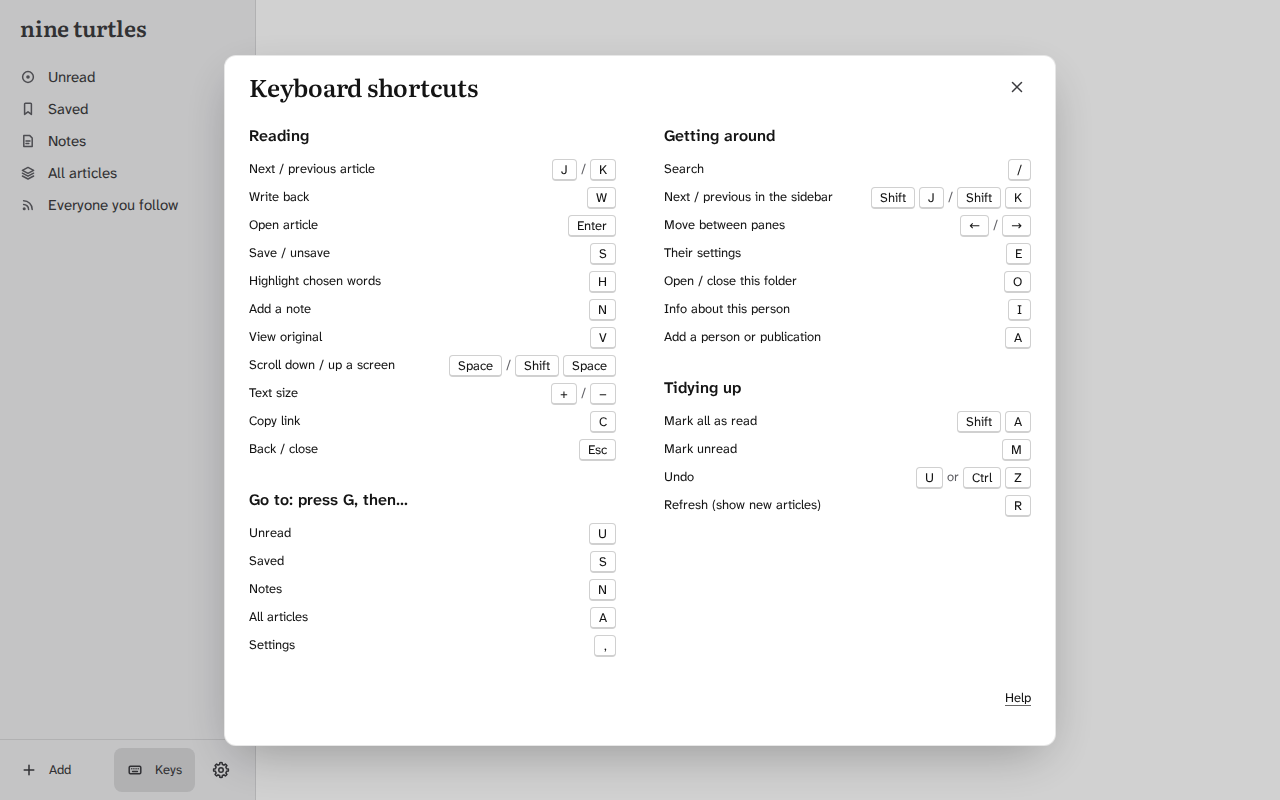 nine turtles
Unread
Saved
Notes
All articles
Everyone you follow
Add
Keys
Keyboard shortcuts
Reading
Next / previous article J / K
Write back W
Open article Enter
Save / unsave S
Highlight chosen words H
Add a note N
View original V
Scroll down / up a screen Space / Shift Space
Text size + / −
Copy link C
Back / close Esc
Go to: press G, then…
Unread U
Saved S
Notes N
All articles A
Settings ,
Getting around
Search /
Next / previous in the sidebar Shift J / Shift K
Move between panes ← / →
Their settings E
Open / close this folder O
Info about this person I
Add a person or publication A
Tidying up
Mark all as read Shift A
Mark unread M
Undo U or Ctrl Z
Refresh (show new articles) R
Help